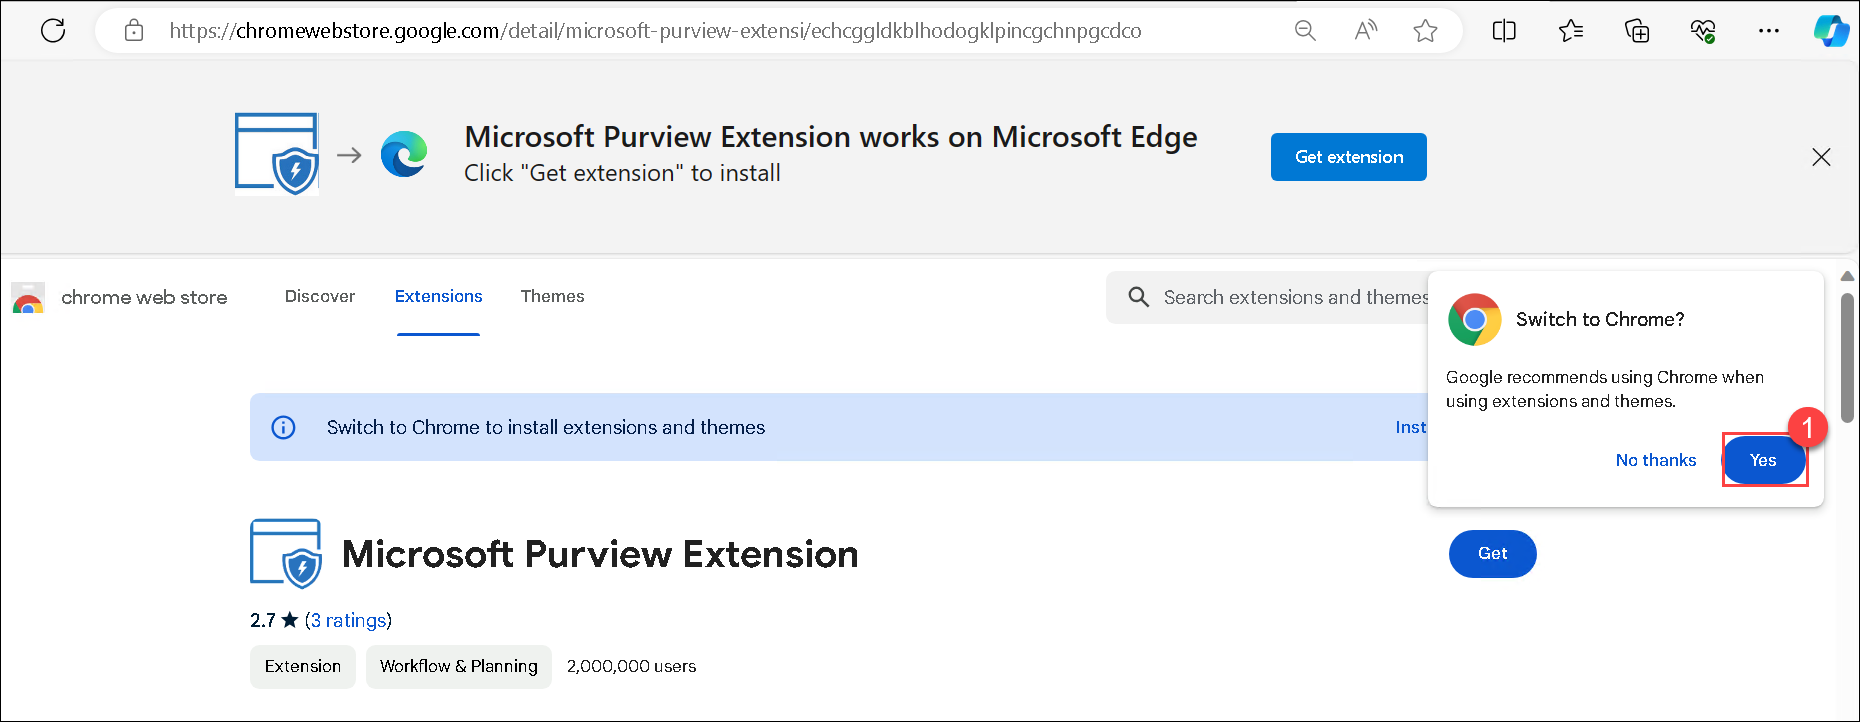 https://chromewebstore.google.com/detail/microsoft-purview-extensi/echcggldkblhodogklpincgchnpgcdco
Microsoft Purview Extension works on Microsoft Edge
Click "Get extension" to install
Get extension
chrome web store
Discover
Extensions
Themes
Search extensions and themes
Switch to Chrome?
Google recommends using Chrome when
using extensions and themes.
1
No thanks
Yes
Switch to Chrome to install extensions and themes
Inst
Microsoft Purview Extension
Get
2.7 ★ (3 ratings)
Extension
Workflow & Planning
2,000,000 users